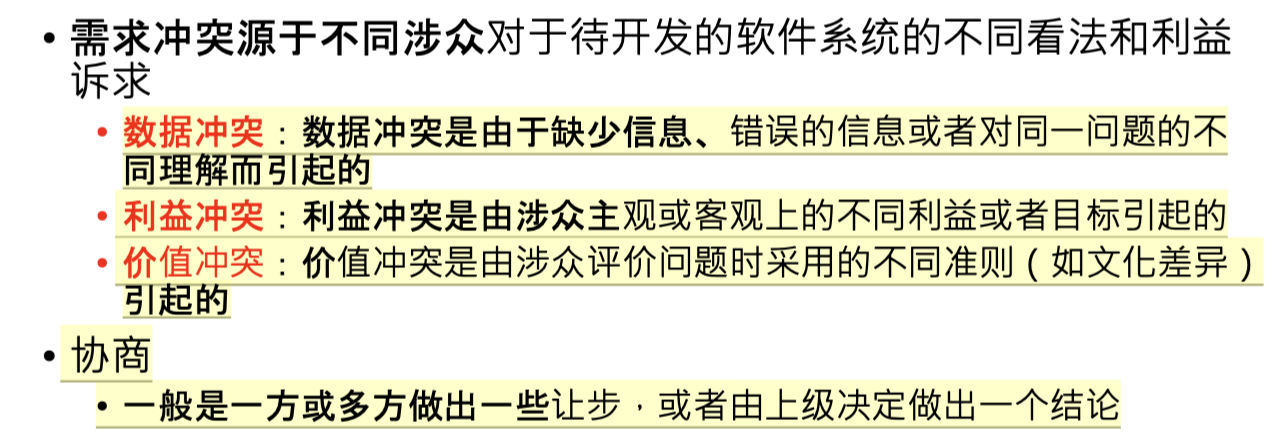 • 需求冲突源于不同涉众对于待开发的软件系统的不同看法和利益
诉求
• 数据冲突：数据冲突是由于缺少信息、错误的信息或者对同一问题的不
同理解而引起的
• 利益冲突：利益冲突是由涉众主观或客观上的不同利益或者目标引起的
• 价值冲突：价值冲突是由涉众评价问题时采用的不同准则（如文化差异）
引起的
• 协商
• 一般是一方或多方做出一些让步，或者由上级决定做出一个结论